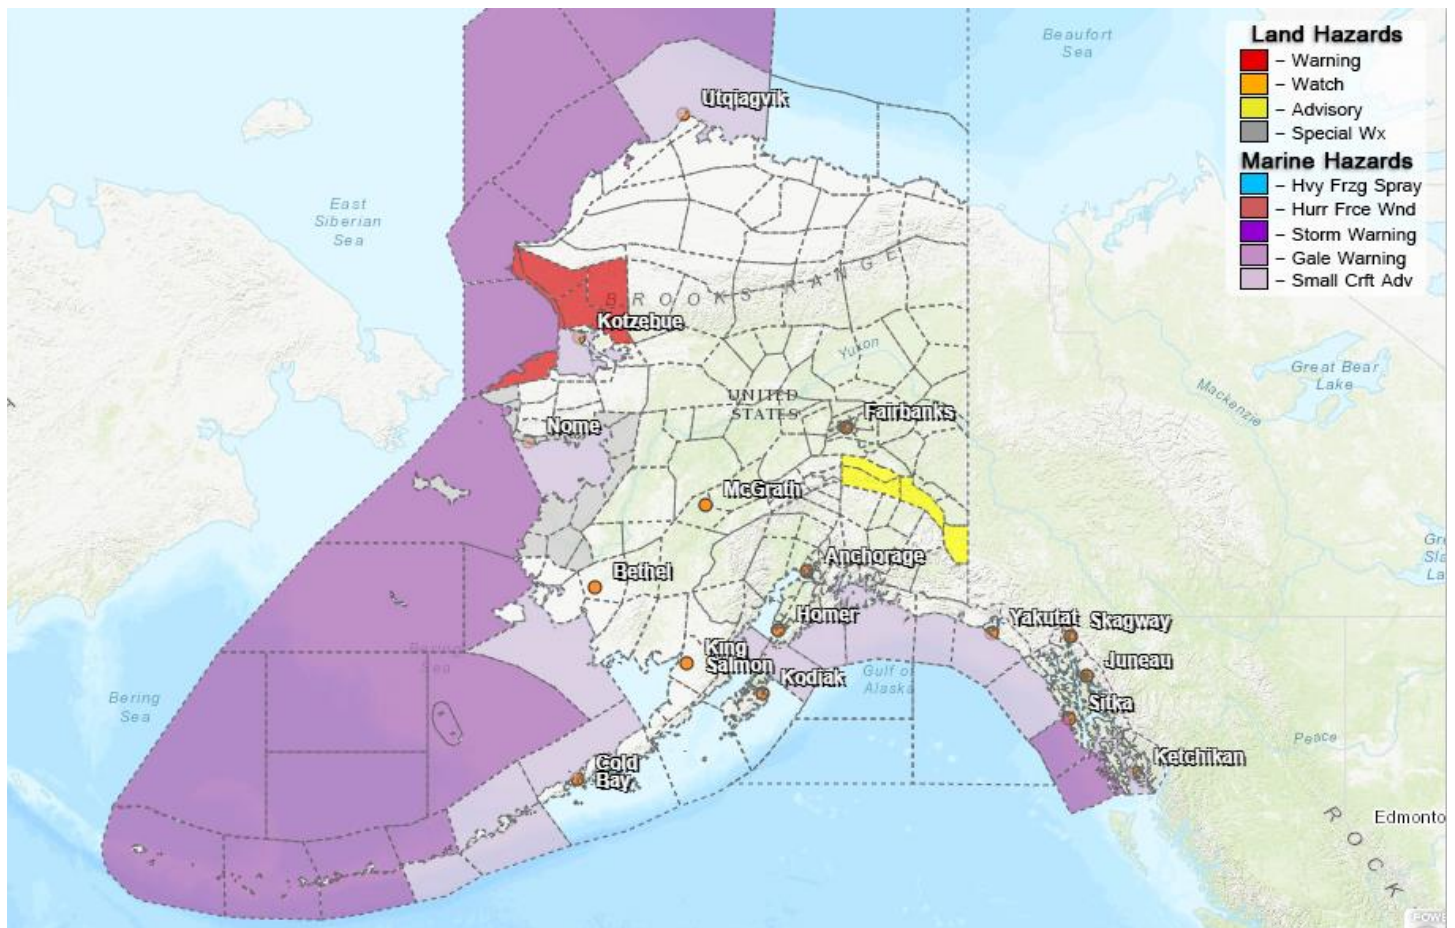 Land Hazards
– Warning
– Watch
– Advisory
– Special Wx
Marine Hazards
– Hvy Frzg Spray
– Hurr Frce Wnd
– Storm Warning
– Gale Warning
– Small Crft Adv
Beaufort
Sea
Utqiagvik
East
Siberian
Sea
BROOKS RANGE
Kotzebue
Yukon
Great Bear
Lake
Mackenzie
UNITED
STATES
Fairbanks
Nome
McGrath
Anchorage
Bethel
Homer
Yakutat
Skagway
King
Salmon
Juneau
Kodiak
Gulf of
Alaska
Sea
Sitka
Bering
Sea
Peace
Ketchikan
Cold
Bay
Edmonto
ROCK
POWE